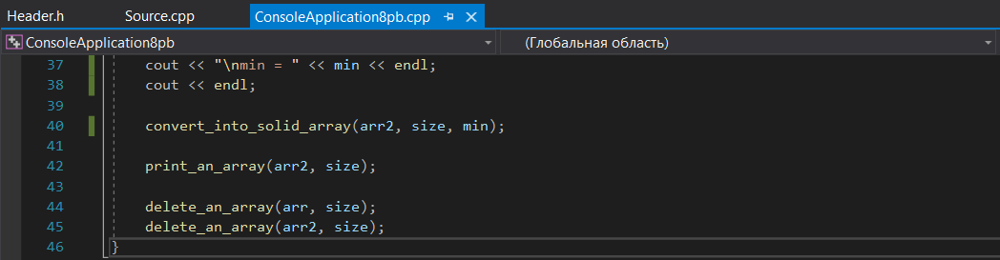 Header.h Source.cpp ConsoleApplication8pb.cpp
ConsoleApplication8pb (Глобальная область)
37 cout << "\nmin = " << min << endl;
38 cout << endl;
39
40 convert_into_solid_array(arr2, size, min);
41
42 print_an_array(arr2, size);
43
44 delete_an_array(arr, size);
45 delete_an_array(arr2, size);
46 }